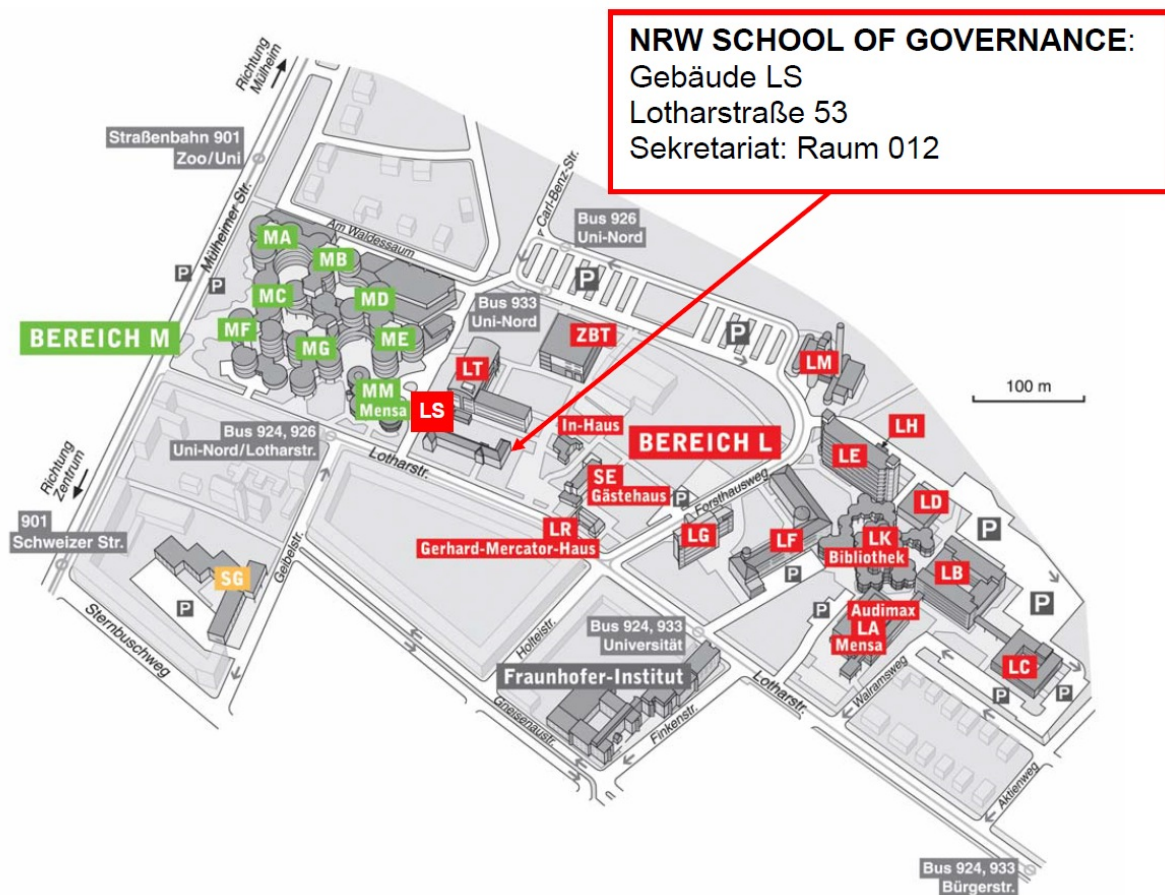 NRW SCHOOL OF GOVERNANCE:
Gebäude LS
Lotharstraße 53
Sekretariat: Raum 012
Richtung
Mülheim
Straßenbahn 901
Zoo/Uni
Mülheimer Str.
Am Waldessaum
Carl-Benz-Str.
Bus 926
Uni-Nord
P
P
P
P
Bus 933
Uni-Nord
MA
MB
MC
MD
MF
MG
ME
BEREICH M
MM
Mensa
LS
LT
ZBT
LM
100 m
In-Haus
BEREICH L
LH
LE
Bus 924, 926
Uni-Nord/Lotharstr.
Lotharstr.
SE
Gästehaus
P
Forsthausweg
LD
Richtung
Zentrum
901
Schweizer Str.
LR
Gerhard-Mercator-Haus
LG
LF
LK
Bibliothek
P
LB
P
SG
P
Geibelstr.
Sternbuschweg
P
P
Audimax
LA
Mensa
LC
P
P
Holteistr.
Bus 924, 933
Universität
Fraunhofer-Institut
Lotharstr.
Walramsweg
Gneisenaustr.
Finkenstr.
Aktienweg
Bus 924, 933
Bürgerstr.